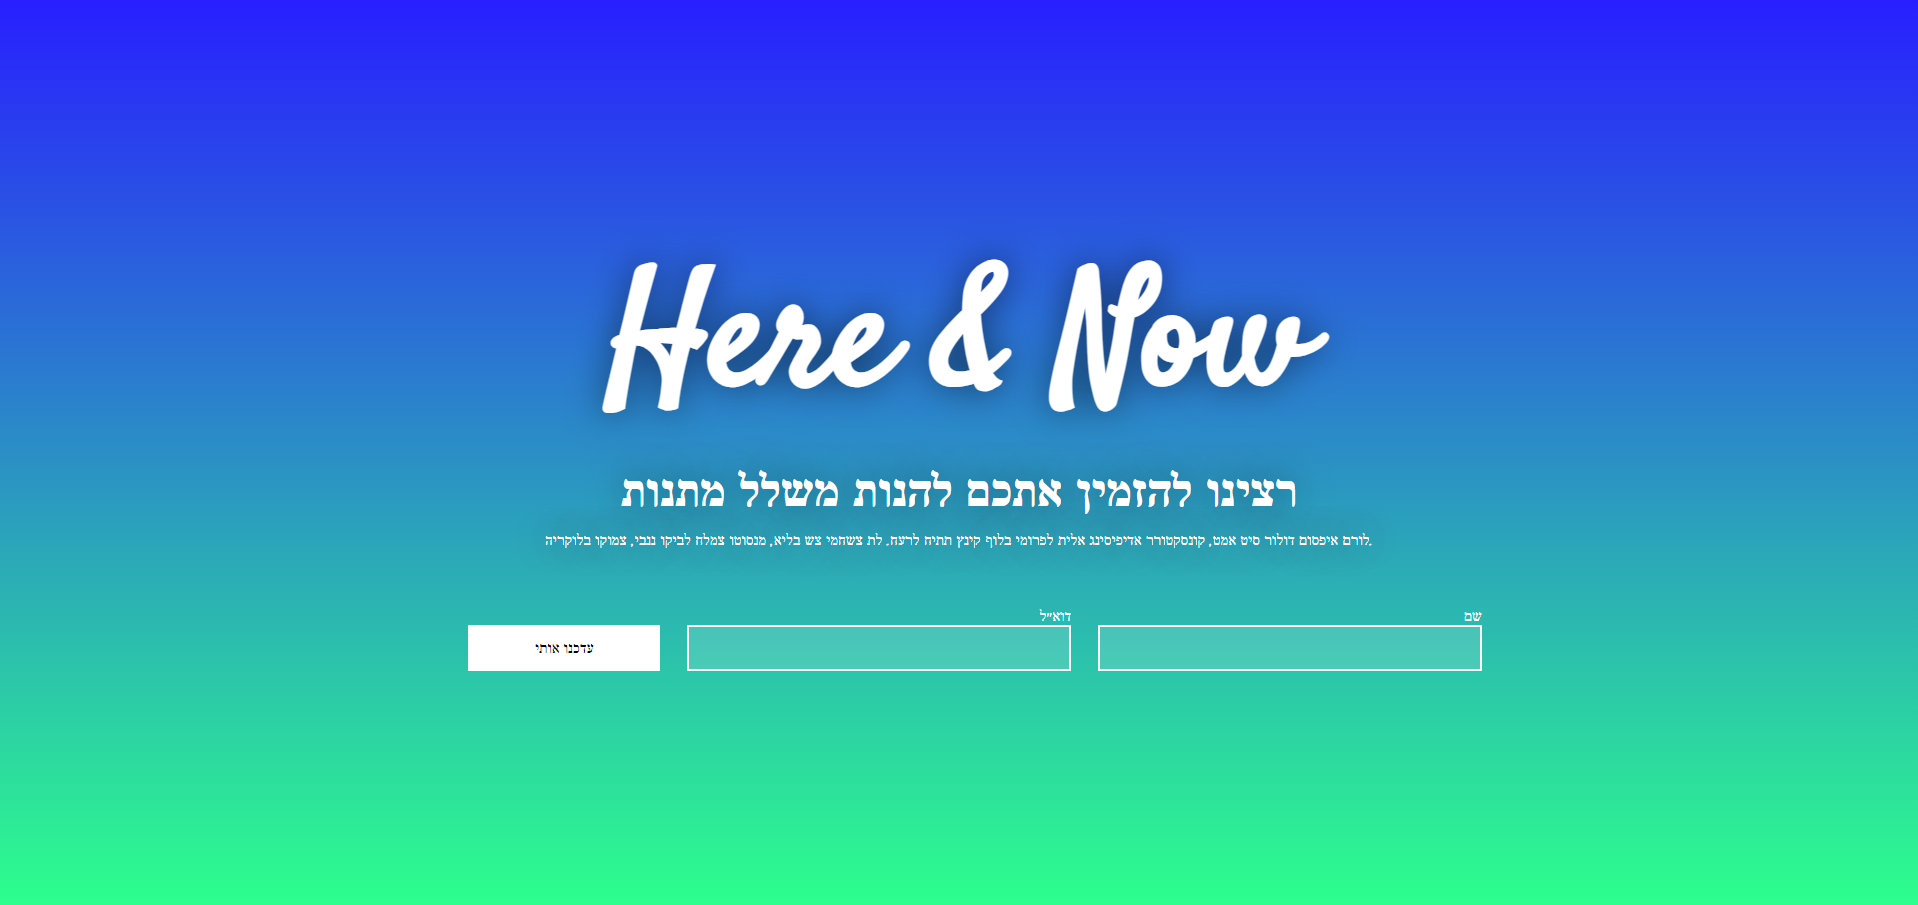 Here & Now
רצינו להזמין אתכם להנות משלל מתנות
לורם איפסום דולור סיט אמט, קונסקטורר אדיפיסינג אלית לפרומי בלוף קינץ תתיח לרעח. לת צשחמי צש בליא, מנסוטו צמלח לביקו ננבי, צמוקו בלוקריה.
שם
דוא״ל
עדכנו אותי